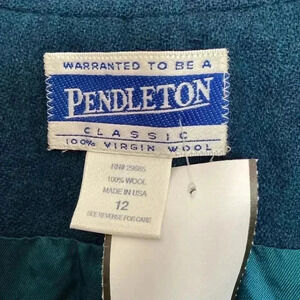 WARRANTED TO BE A
PENDLETON
CLASSIC
100% VIRGIN WOOL
RN# 29685
100% WOOL
MADE IN USA
12
SEE REVERSE FOR CARE